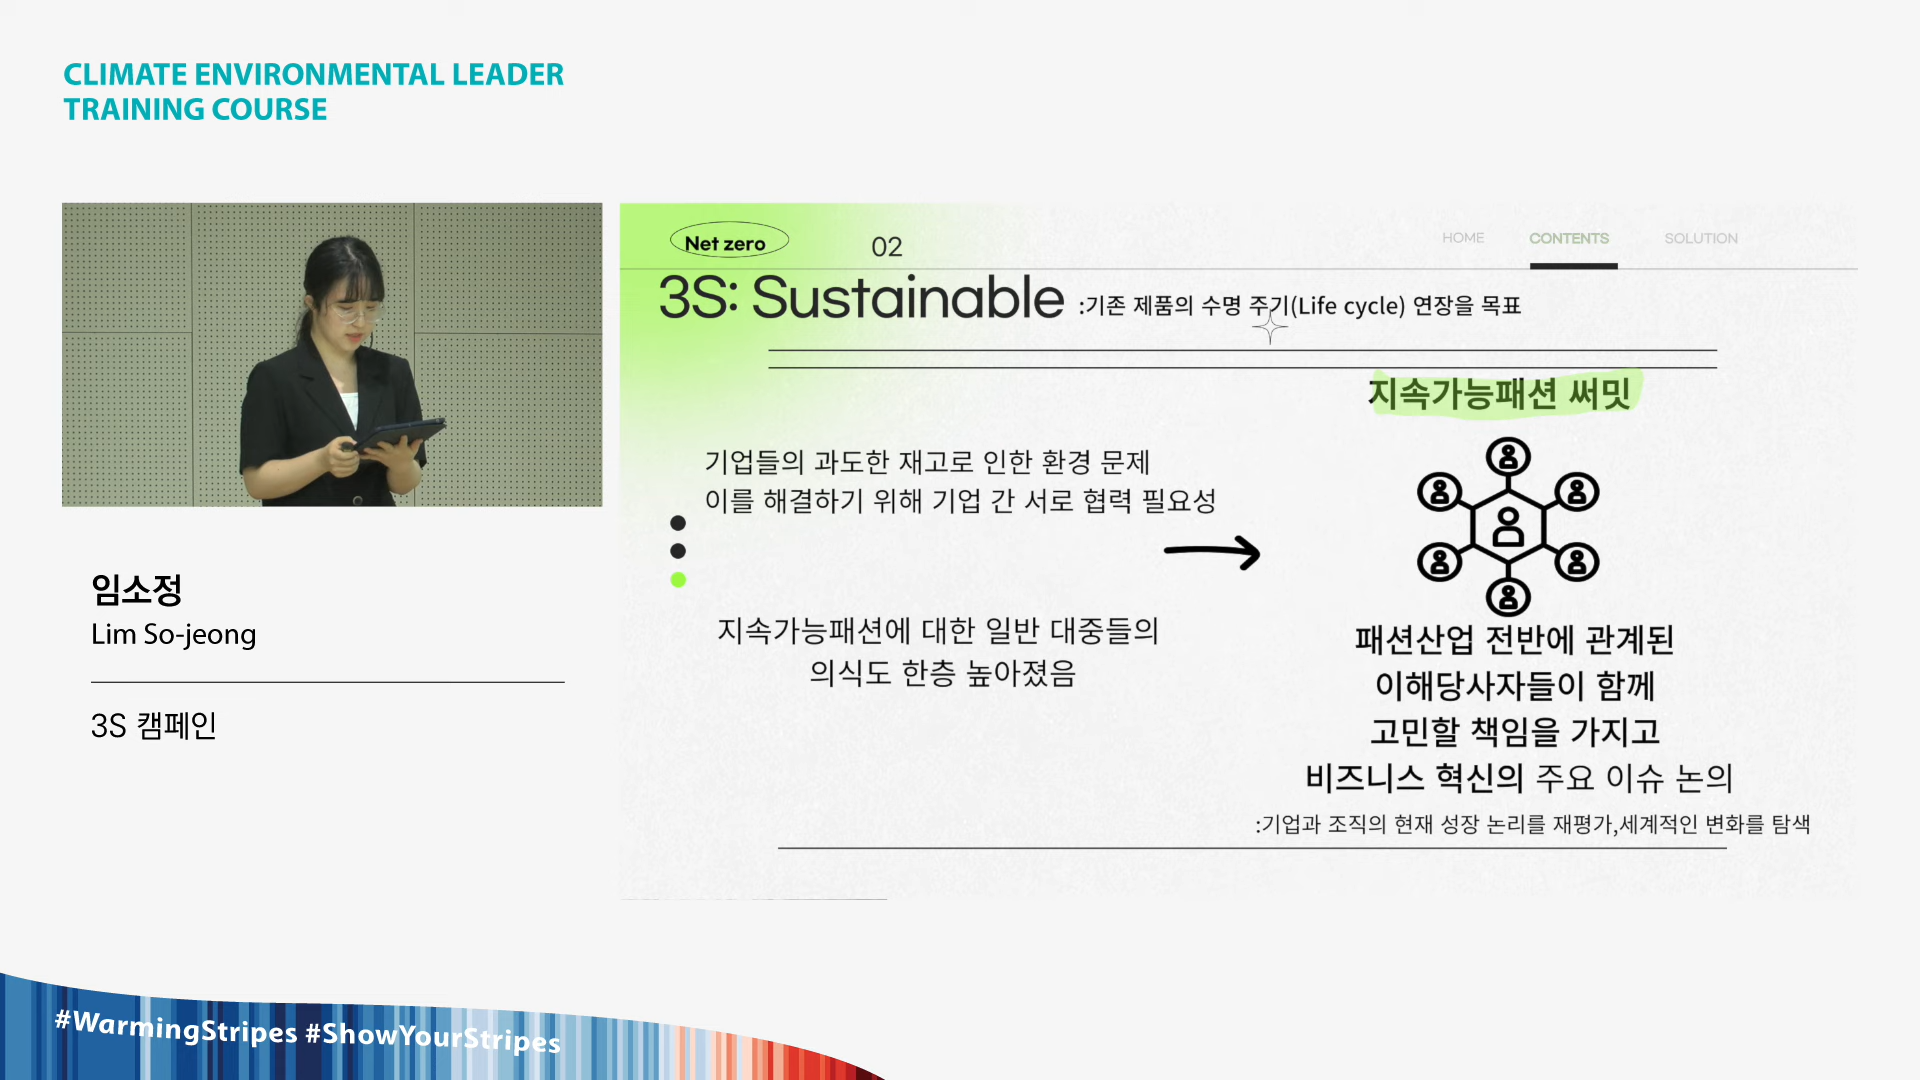 CLIMATE ENVIRONMENTAL LEADER
TRAINING COURSE
임소정
Lim So-jeong
3S 캠페인
Net zero
02
HOME
CONTENTS
SOLUTION
3S: Sustainable :기존 제품의 수명 주기(Life cycle) 연장을 목표
기업들의 과도한 재고로 인한 환경 문제
이를 해결하기 위해 기업 간 서로 협력 필요성
지속가능패션에 대한 일반 대중들의
의식도 한층 높아졌음
지속가능패션 써밋
패션산업 전반에 관계된
이해당사자들이 함께
고민할 책임을 가지고
비즈니스 혁신의 주요 이슈 논의
:기업과 조직의 현재 성장 논리를 재평가,세계적인 변화를 탐색
#WarmingStripes #ShowYourStripes